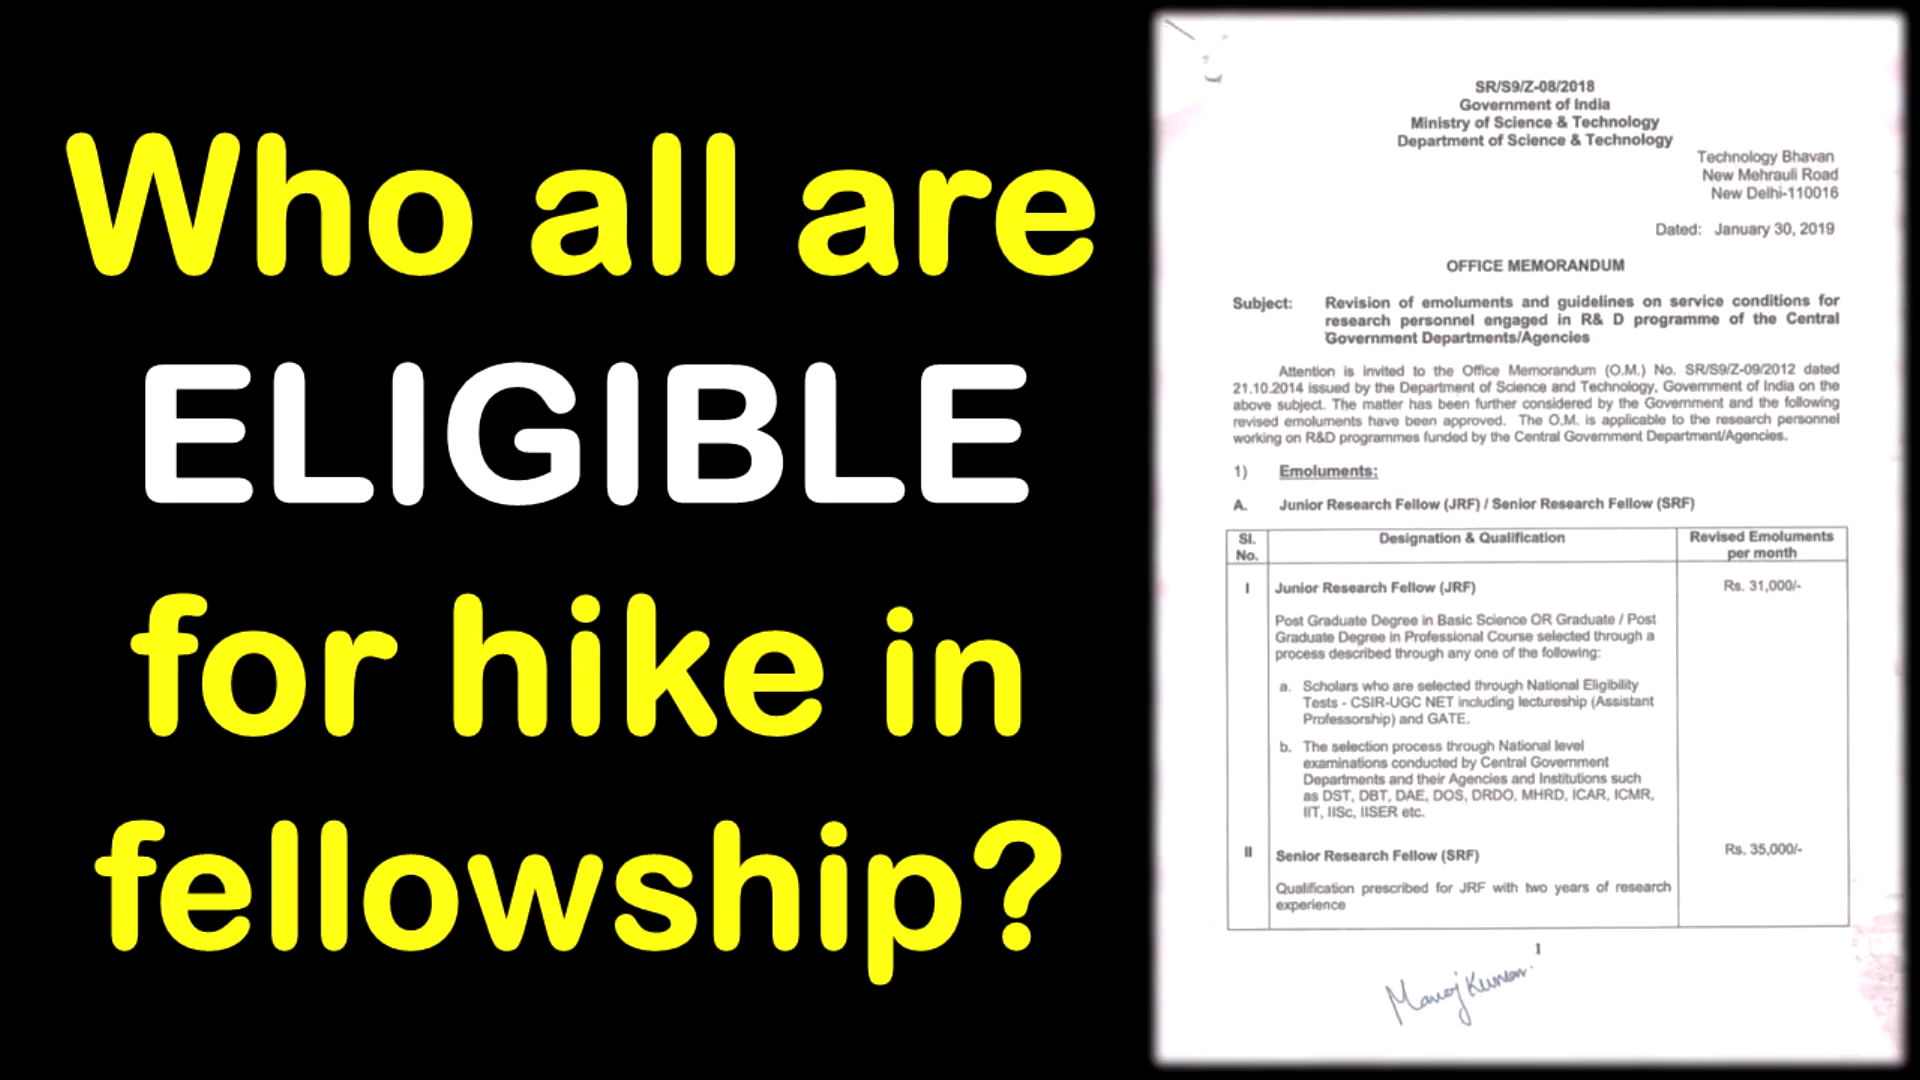 Who all are
ELIGIBLE
for hike in
fellowship?
SR/S9/Z-08/2018
Government of India
Ministry of Science & Technology
Department of Science & Technology
Technology Bhavan
New Mehrauli Road
New Delhi-110016
Dated: January 30, 2019
OFFICE MEMORANDUM
Subject: Revision of emoluments and guidelines on service conditions for
research personnel engaged in R& D programme of the Central
Government Departments/Agencies
Attention is invited to the Office Memorandum (O.M.) No. SR/S9/Z-09/2012 dated
21.10.2014 issued by the Department of Science and Technology, Government of India on the
above subject. The matter has been further considered by the Government and the following
revised emoluments have been approved. The O.M. is applicable to the research personnel
working on R&D programmes funded by the Central Government Department/Agencies.
1) Emoluments:
A. Junior Research Fellow (JRF) / Senior Research Fellow (SRF)
Sl. No. Designation & Qualification Revised Emoluments per month
I Junior Research Fellow (JRF) Rs. 31,000/-
Post Graduate Degree in Basic Science OR Graduate / Post
Graduate Degree in Professional Course selected through a
process described through any one of the following:
a. Scholars who are selected through National Eligibility
Tests - CSIR-UGC NET including lectureship (Assistant
Professorship) and GATE.
b. The selection process through National level
examinations conducted by Central Government
Departments and their Agencies and Institutions such
as DST, DBT, DAE, DOS, DRDO, MHRD, ICAR, ICMR,
IIT, IISc, IISER etc.
II Senior Research Fellow (SRF) Rs. 35,000/-
Qualification prescribed for JRF with two years of research
experience
1
Manoj Kumar